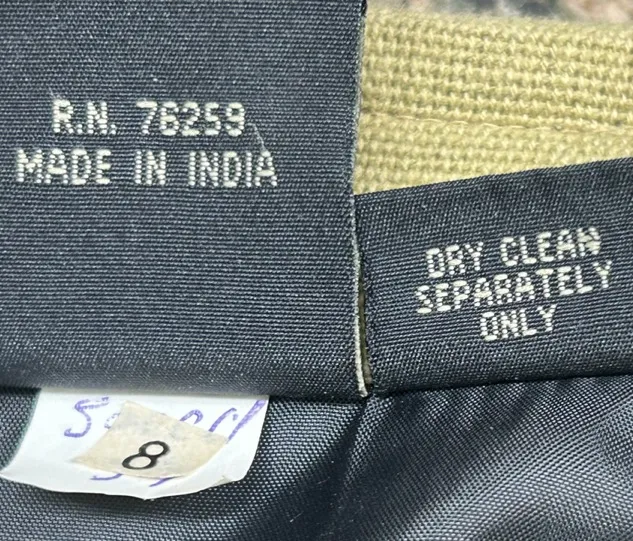 R.N. 76259
MADE IN INDIA
DRY CLEAN
SEPARATELY
ONLY
8